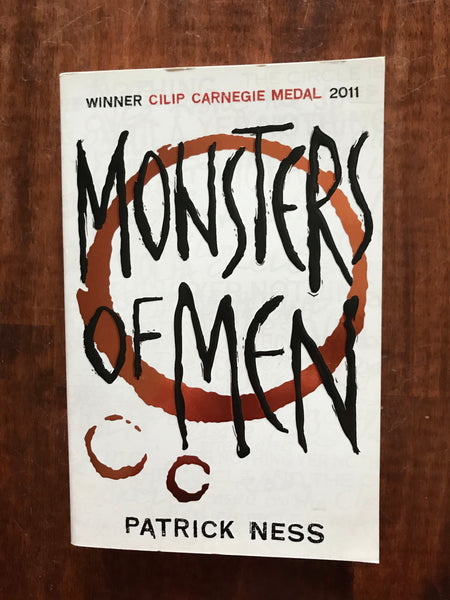 WINNER CILIP CARNEGIE MEDAL 2011
MONSTERS
OF MEN
PATRICK NESS